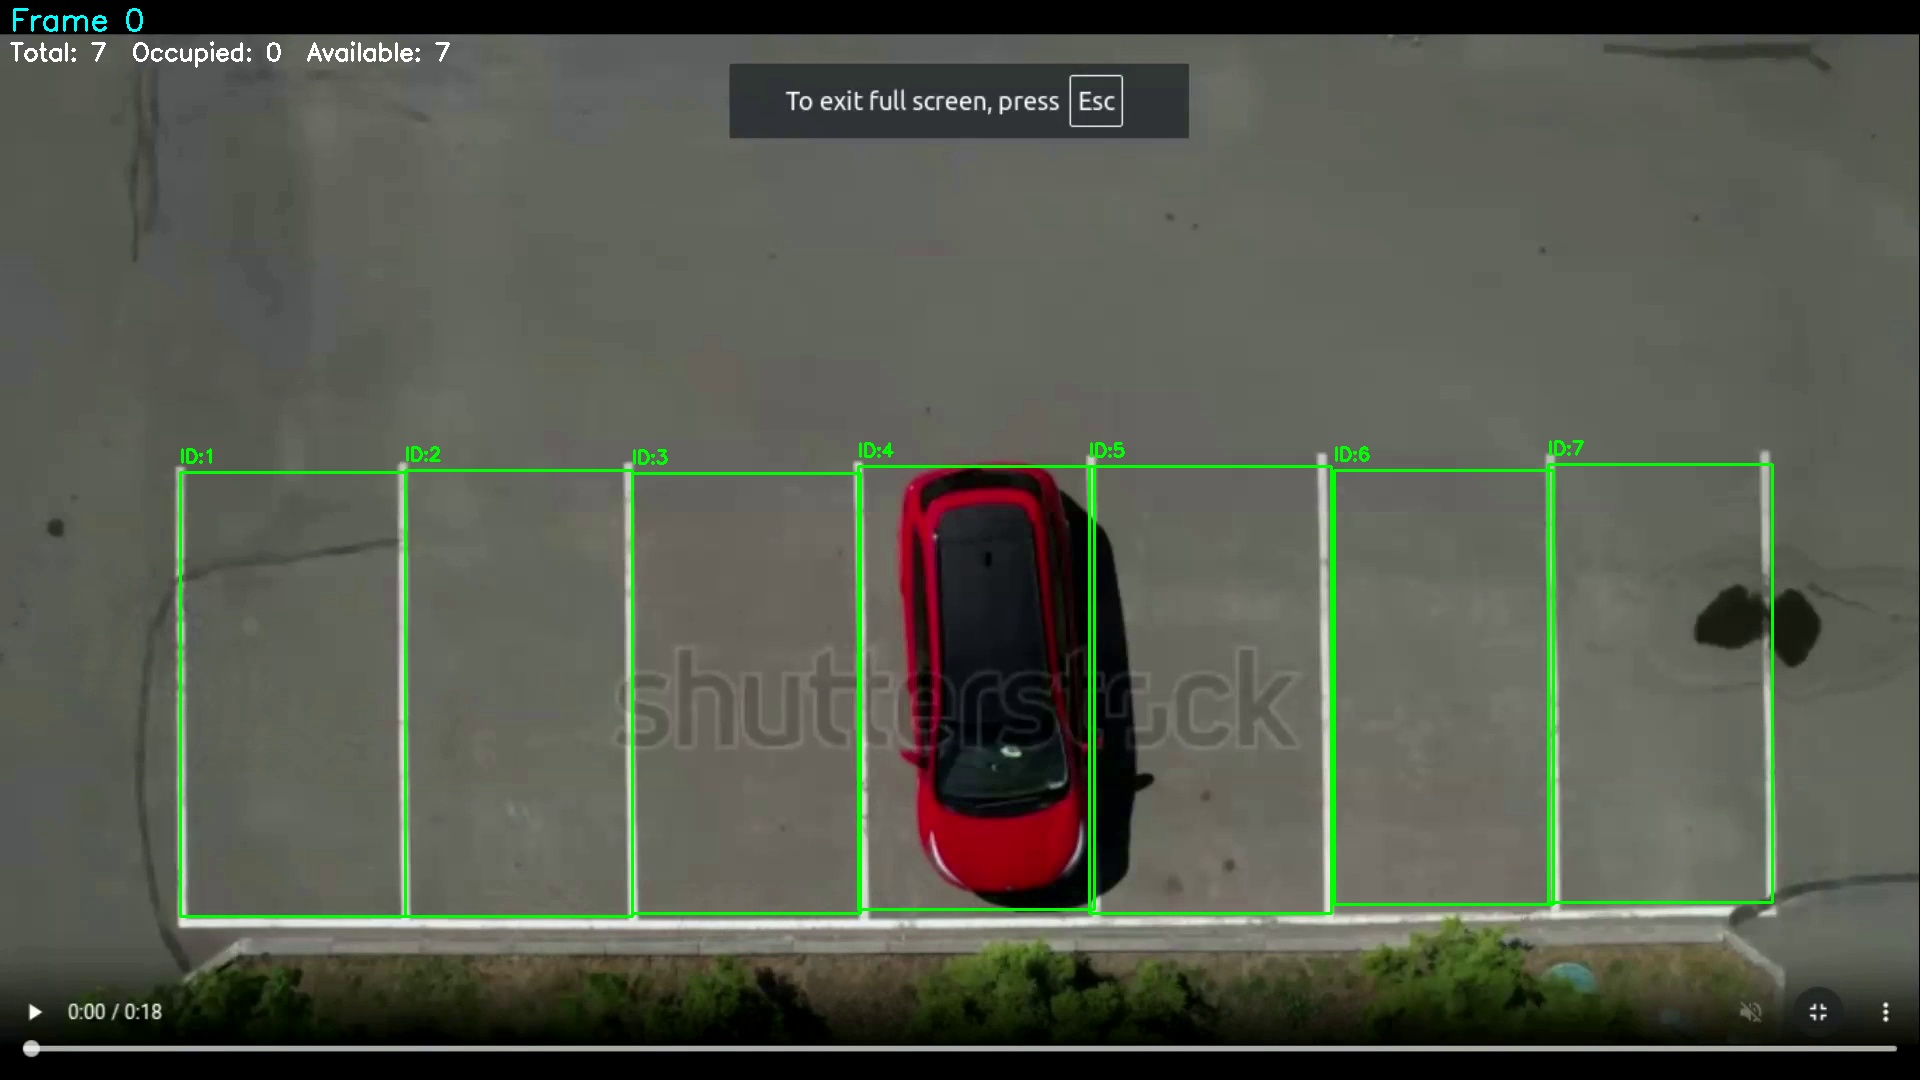 Frame 0
Total: 7 Occupied: 0 Available: 7
To exit full screen, press Esc
ID:1 ID:2 ID:3 ID:4 ID:5 ID:6 ID:7
shutterstock
0:00 / 0:18